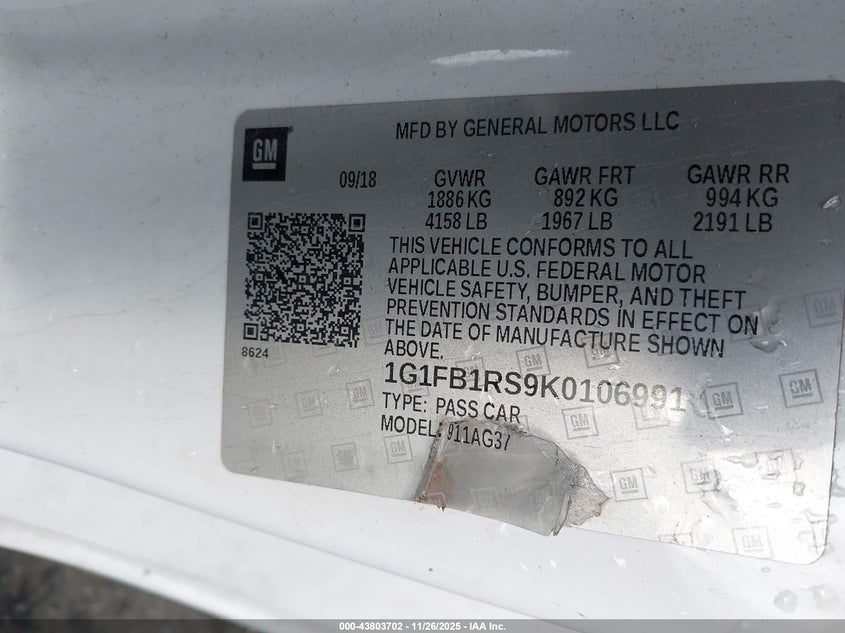 MFD BY GENERAL MOTORS LLC
GM
09/18 GVWR GAWR FRT GAWR RR
1886 KG 892 KG 994 KG
4158 LB 1967 LB 2191 LB
THIS VEHICLE CONFORMS TO ALL
APPLICABLE U.S. FEDERAL MOTOR
VEHICLE SAFETY, BUMPER, AND THEFT
PREVENTION STANDARDS IN EFFECT ON
THE DATE OF MANUFACTURE SHOWN
ABOVE.
8624
1G1FB1RS9K0106991
TYPE: PASS CAR
MODEL: 911AG37
000-43803702 - 11/26/2025 - IAA Inc.